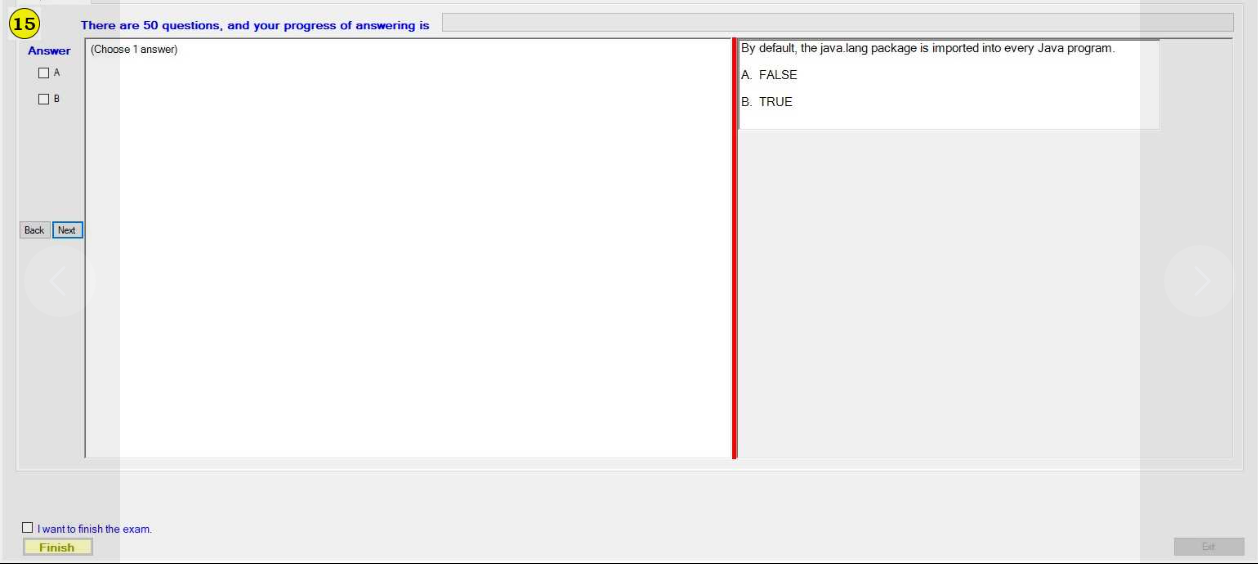 15
There are 50 questions, and your progress of answering is
Answer
(Choose 1 answer)
A
B
Back Next
By default, the java.lang package is imported into every Java program.
A. FALSE
B. TRUE
I want to finish the exam.
Finish
Exit